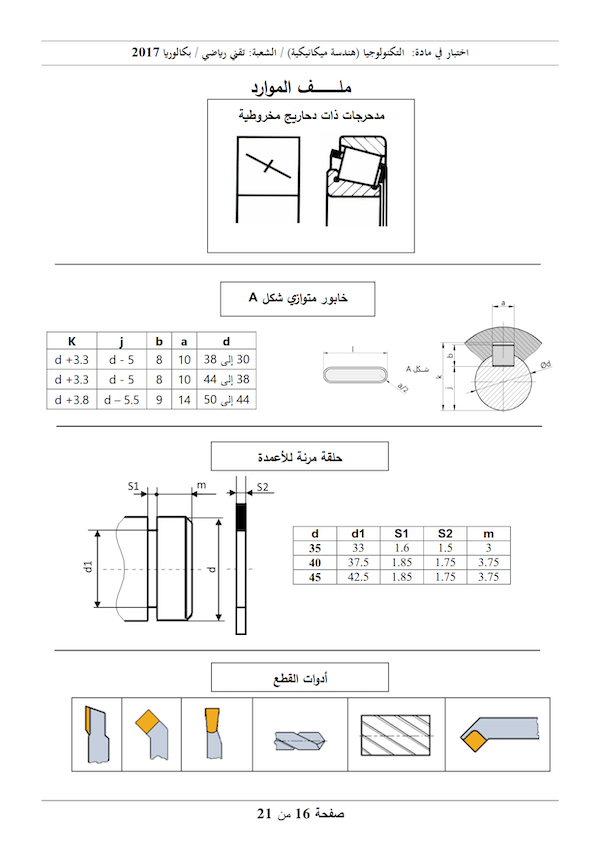 اختبار في مادة: التكنولوجيا (هندسة ميكانيكية) / الشعبة: تقني رياضي / بكالوريا 2017
ملـــــف الموارد
مدحرجات ذات دحاريج مخروطية
خابور متوازي شكل A
K j b a d
d +3.3 d - 5 8 10 30 إلى 38
d +3.3 d - 5 8 10 38 إلى 44
d +3.8 d – 5.5 9 14 44 إلى 50
l
شكل A
a/2
a
b
k
j
Ød
حلقة مرنة للأعمدة
S1 m S2
d1 d
d d1 S1 S2 m
35 33 1.6 1.5 3
40 37.5 1.85 1.75 3.75
45 42.5 1.85 1.75 3.75
أدوات القطع
صفحة 16 من 21